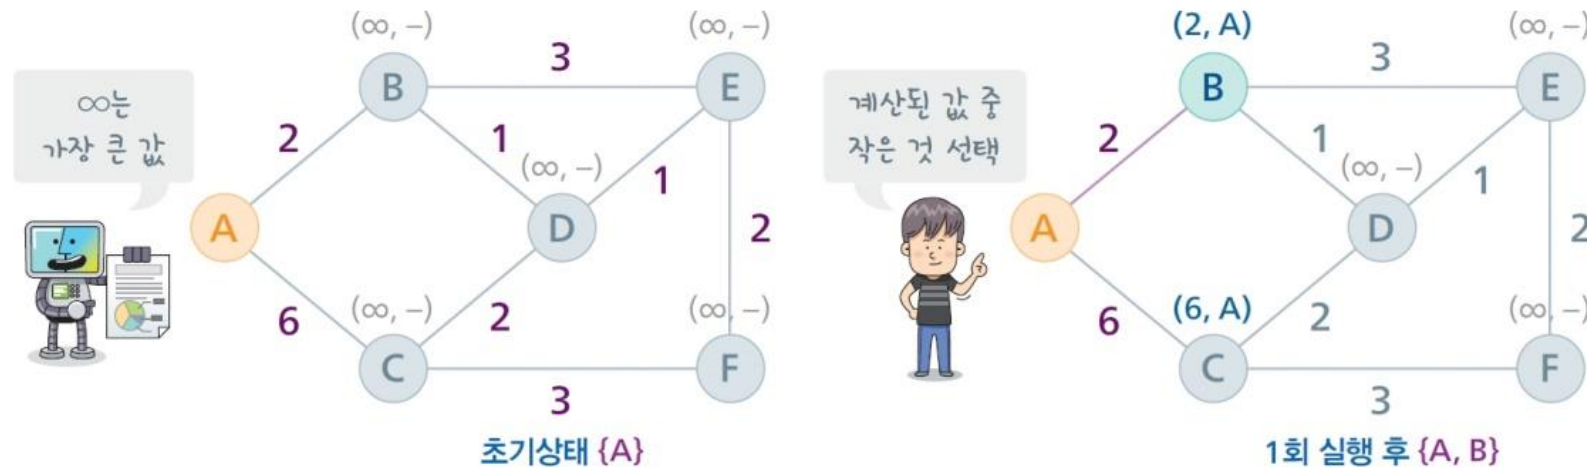 ∞는
가장 큰 값
(∞, –)
(∞, –)
B
3
E
2
1
(∞, –)
1
A
D
2
6
(∞, –)
2
(∞, –)
C
F
3
초기상태 {A}
계산된 값 중
작은 것 선택
(2, A)
(∞, –)
B
3
E
2
1
(∞, –)
1
A
D
2
6
(6, A)
2
(∞, –)
C
F
3
1회 실행 후 {A, B}